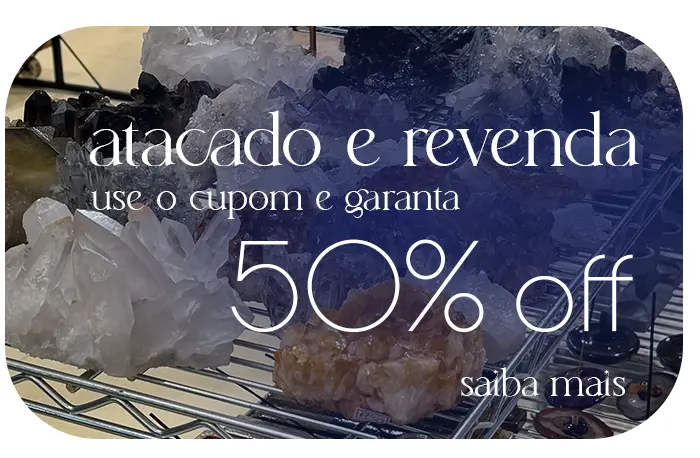 atacado e revenda
use o cupom e garanta
50% off
saiba mais